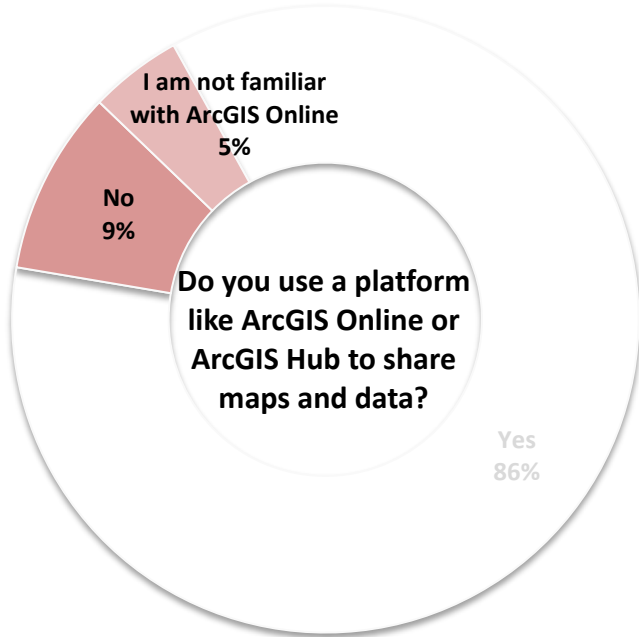 I am not familiar
with ArcGIS Online
5%
No
9%
Do you use a platform
like ArcGIS Online or
ArcGIS Hub to share
maps and data?
Yes
86%